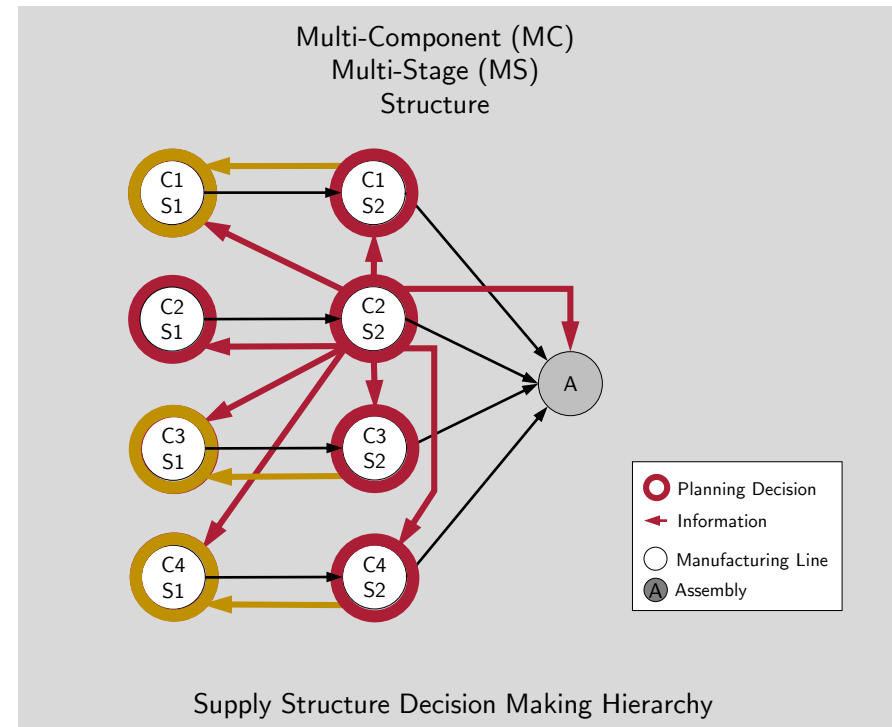 Multi-Component (MC)
Multi-Stage (MS)
Structure
C1
S1
C1
S2
C2
S1
C2
S2
A
C3
S1
C3
S2
C4
S1
C4
S2
Planning Decision
Information
Manufacturing Line
A Assembly
Supply Structure Decision Making Hierarchy